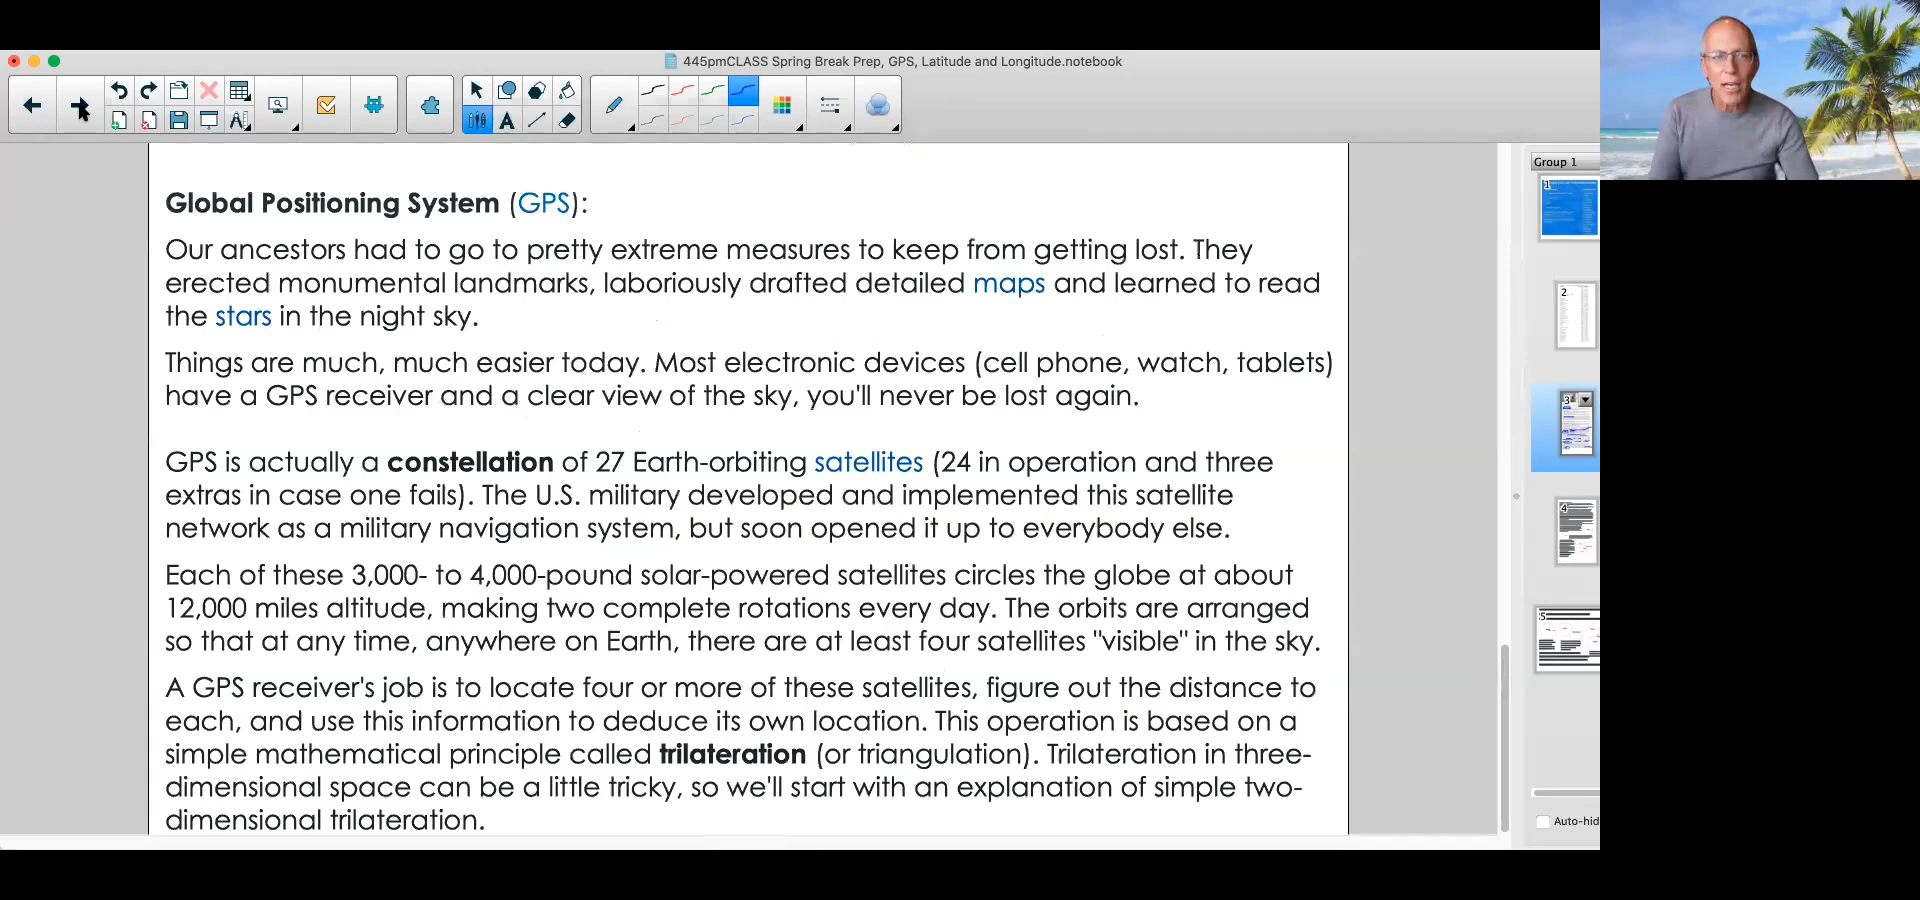 445pmCLASS Spring Break Prep, GPS, Latitude and Longitude.notebook
A
Group 1
1
2
3
4
5
Auto-hid
Global Positioning System (GPS):
Our ancestors had to go to pretty extreme measures to keep from getting lost. They
erected monumental landmarks, laboriously drafted detailed maps and learned to read
the stars in the night sky.
Things are much, much easier today. Most electronic devices (cell phone, watch, tablets)
have a GPS receiver and a clear view of the sky, you'll never be lost again.
GPS is actually a constellation of 27 Earth-orbiting satellites (24 in operation and three
extras in case one fails). The U.S. military developed and implemented this satellite
network as a military navigation system, but soon opened it up to everybody else.
Each of these 3,000- to 4,000-pound solar-powered satellites circles the globe at about
12,000 miles altitude, making two complete rotations every day. The orbits are arranged
so that at any time, anywhere on Earth, there are at least four satellites "visible" in the sky.
A GPS receiver's job is to locate four or more of these satellites, figure out the distance to
each, and use this information to deduce its own location. This operation is based on a
simple mathematical principle called trilateration (or triangulation). Trilateration in three-
dimensional space can be a little tricky, so we'll start with an explanation of simple two-
dimensional trilateration.